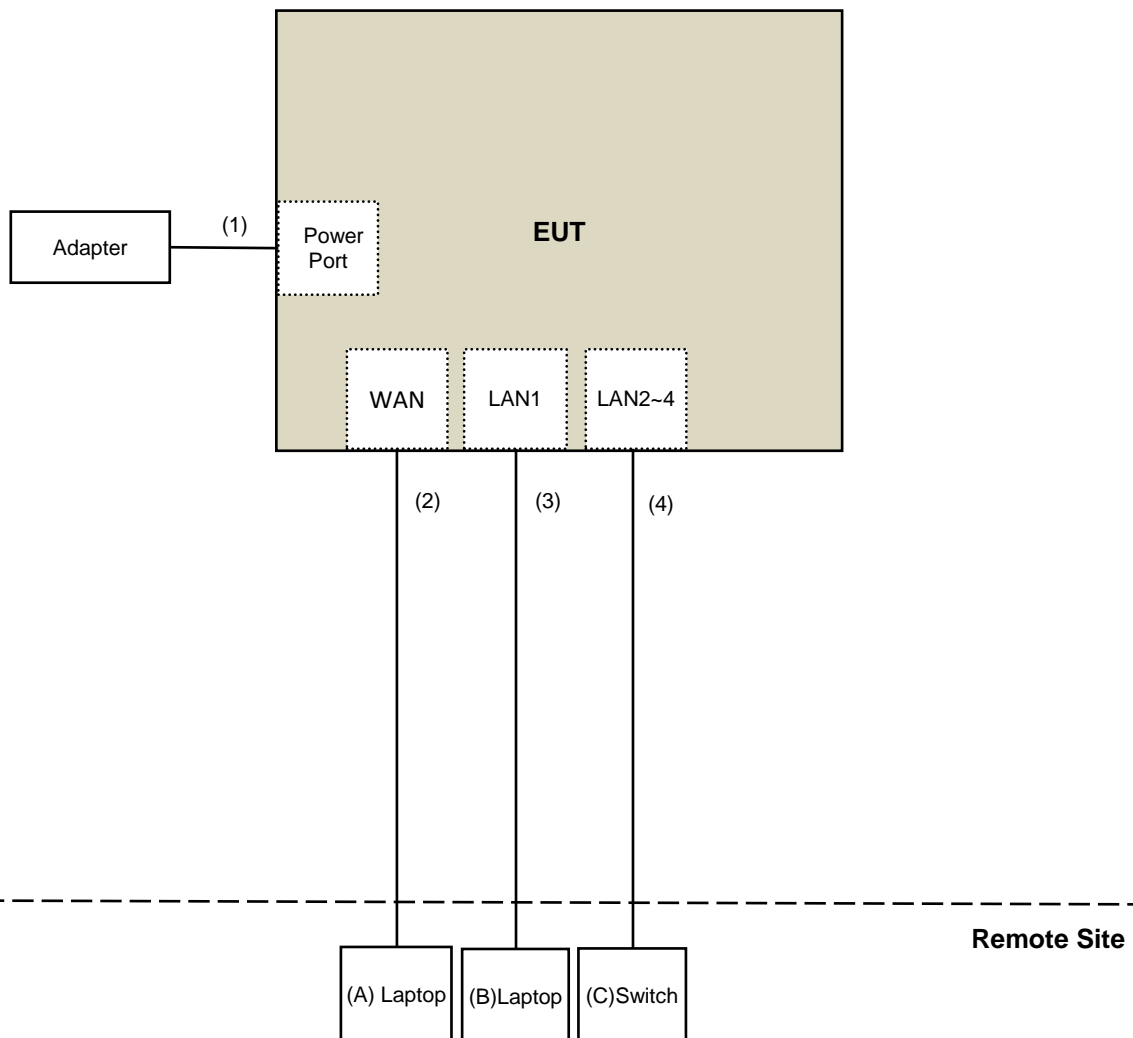 (1)
Adapter
Power
Port
EUT
WAN
LAN1
LAN2~4
(2)
(3)
(4)
Remote Site
(A) Laptop
(B)Laptop
(C)Switch